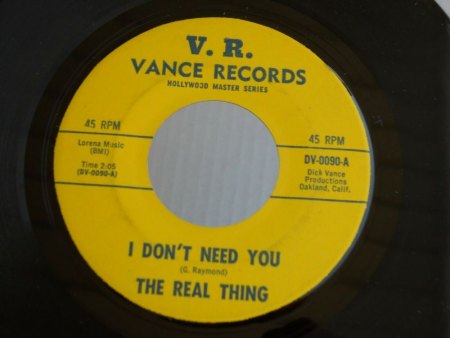 V. R.
VANCE RECORDS
HOLLYWOOD MASTER SERIES
45 RPM
Lorena Music
(BMI)
Time 2:05
(DV-0090-A)
45 RPM
DV-0090-A
Dick Vance
Productions
Oakland, Calif.
I DON'T NEED YOU
(G. Raymond)
THE REAL THING